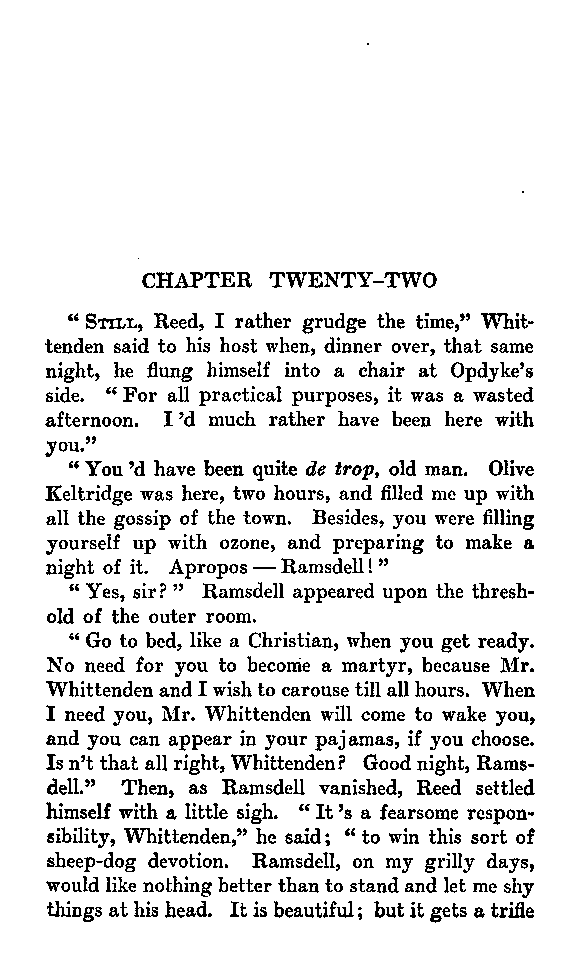 CHAPTER TWENTY-TWO
“ STILL, Reed, I rather grudge the time,” Whit-
tenden said to his host when, dinner over, that same
night, he flung himself into a chair at Opdyke’s
side. “ For all practical purposes, it was a wasted
afternoon. I ’d much rather have been here with
you.”
“ You ’d have been quite de trop, old man. Olive
Keltridge was here, two hours, and filled me up with
all the gossip of the town. Besides, you were filling
yourself up with ozone, and preparing to make a
night of it. Apropos — Ramsdell! ”
“ Yes, sir? ” Ramsdell appeared upon the thresh-
old of the outer room.
“ Go to bed, like a Christian, when you get ready.
No need for you to become a martyr, because Mr.
Whittenden and I wish to carouse till all hours. When
I need you, Mr. Whittenden will come to wake you,
and you can appear in your pajamas, if you choose.
Is n’t that all right, Whittenden? Good night, Rams-
dell.” Then, as Ramsdell vanished, Reed settled
himself with a little sigh. “ It ’s a fearsome respon-
sibility, Whittenden,” he said; “ to win this sort of
sheep-dog devotion. Ramsdell, on my grilly days,
would like nothing better than to stand and let me shy
things at his head. It is beautiful; but it gets a trifle